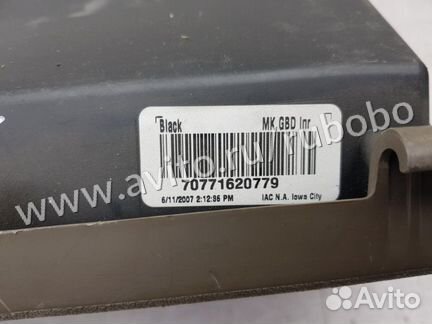 Black MK,GBD Inr
70771620779
6/11/2007 2:12:36 PM IAC N.A. Iowa City
www.avito.ru/rubobo
Avito